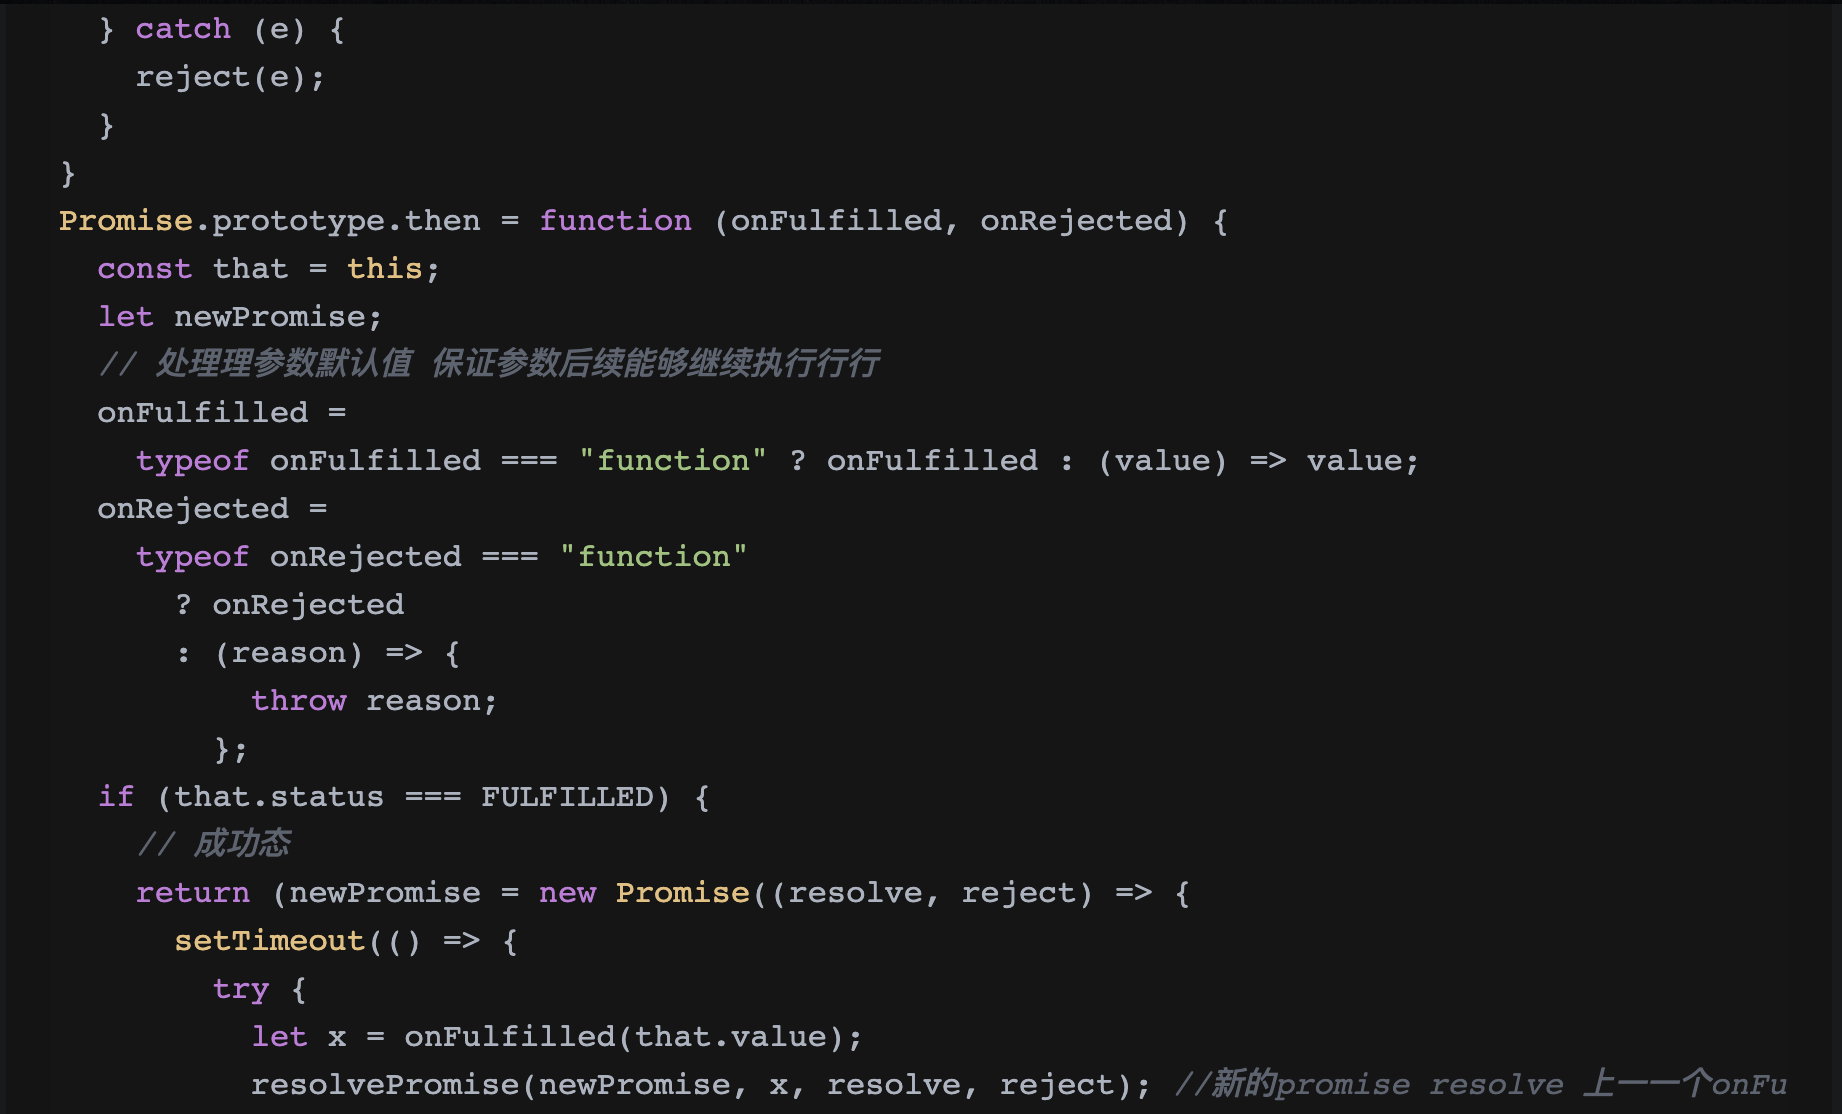 } catch (e) {
reject(e);
}
}
Promise.prototype.then = function (onFulfilled, onRejected) {
const that = this;
let newPromise;
// 处理理参数默认值 保证参数后续能够继续执行行行
onFulfilled =
typeof onFulfilled === "function" ? onFulfilled : (value) => value;
onRejected =
typeof onRejected === "function"
? onRejected
: (reason) => {
throw reason;
};
if (that.status === FULFILLED) {
// 成功态
return (newPromise = new Promise((resolve, reject) => {
setTimeout(() => {
try {
let x = onFulfilled(that.value);
resolvePromise(newPromise, x, resolve, reject); //新的promise resolve 上一一个onFu